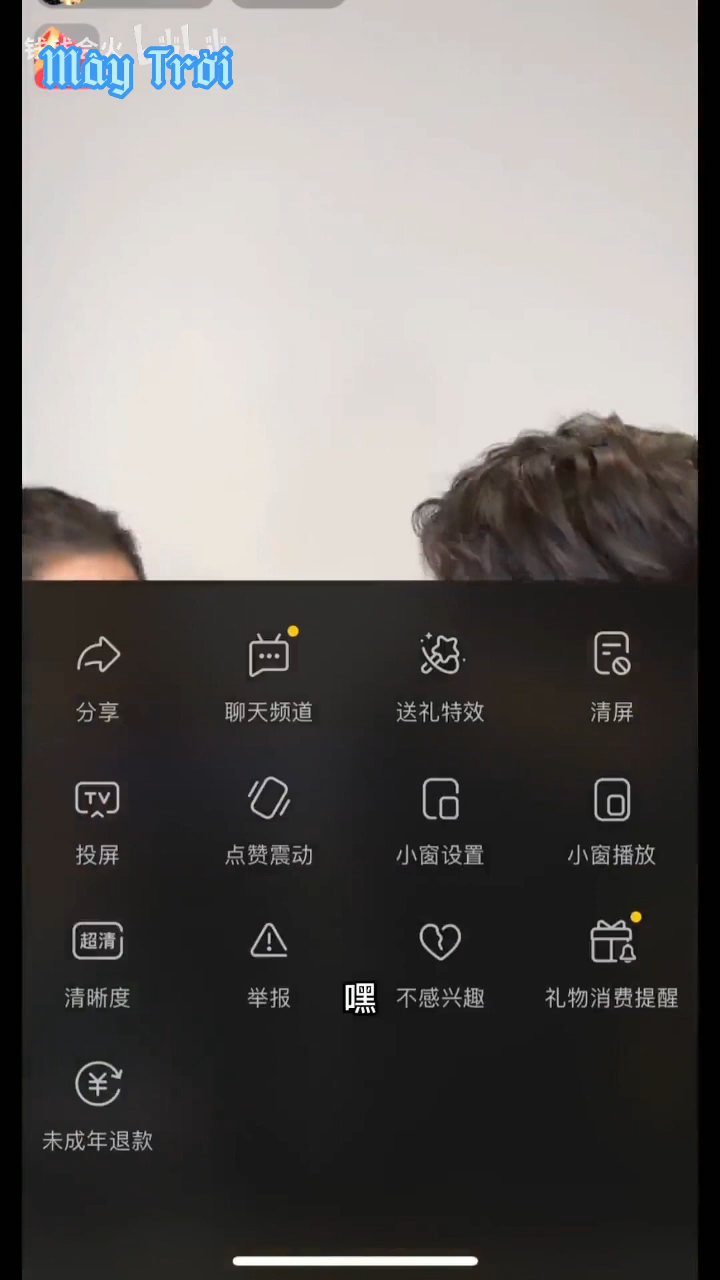 Mây Trời
分享
聊天频道
送礼特效
清屏
TV
投屏
点赞震动
小窗设置
小窗播放
超清
清晰度
举报
嘿
不感兴趣
礼物消费提醒
¥
未成年退款